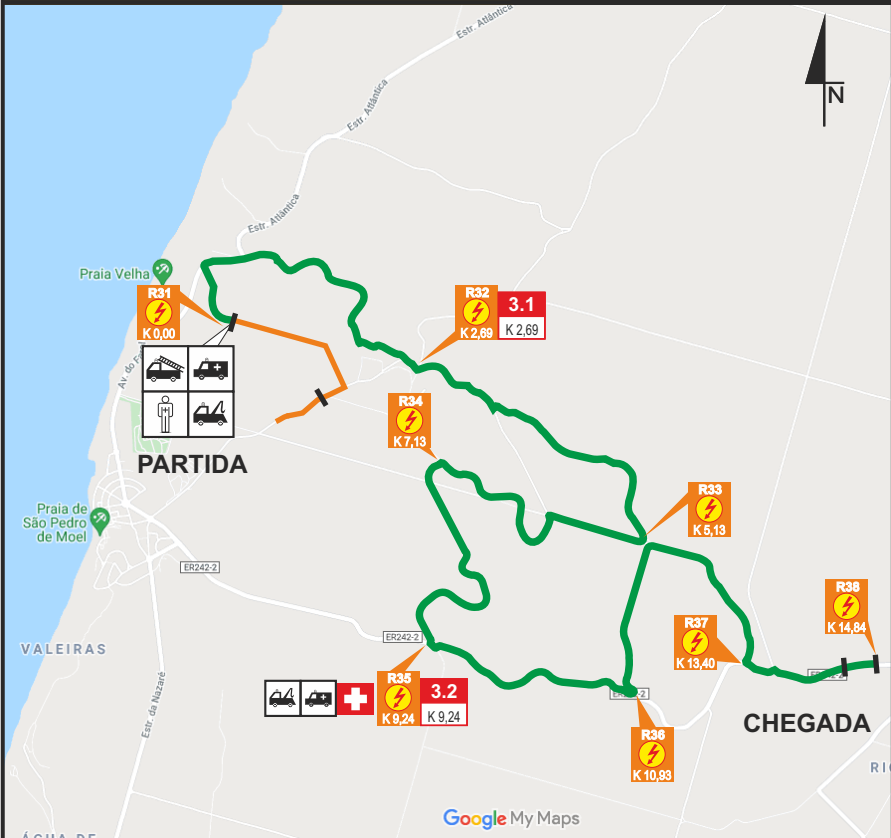 Estr. Atlântica
N
Estr. Atlântica
Estr. Atlântica
Praia Velha
R31
K 0,00
R32
K 2,69
3.1
K 2,69
PARTIDA
R34
K 7,13
R33
K 5,13
Praia de
São Pedro
de Moel
ER242-2
ER242-2
VALEIRAS
Estr. da Nazaré
R35
K 9,24
3.2
K 9,24
R36
K 10,93
R37
K 13,40
R38
K 14,84
CHEGADA
Google My Maps